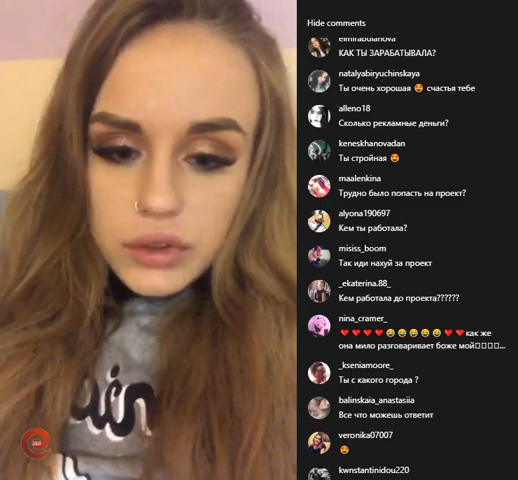 Hide comments
elmirabdianova
КАК ТЫ ЗАРАБАТЫВАЛА?
natalyabiryuchinskaya
Ты очень хорошая 😍 счастья тебе
alleno18
Сколько рекламные деньги?
keneskhanovadan
Ты стройная 😍
maalenkina
Трудно было попасть на проект?
alyona190697
Кем ты работала?
misiss_boom
Так иди нахуй за проект
_ekaterina.88_
Кем работала до проекта??????
nina_cramer_
❤❤❤❤😂😂😂😂😂❤❤как же
она мило разговаривает боже мой▯▯▯▯...
_kseniamoore_
Ты с какого города ?
balinskaia_anastasiia
Все что можешь ответит
veronika07007
😍
kwnstantinidou220